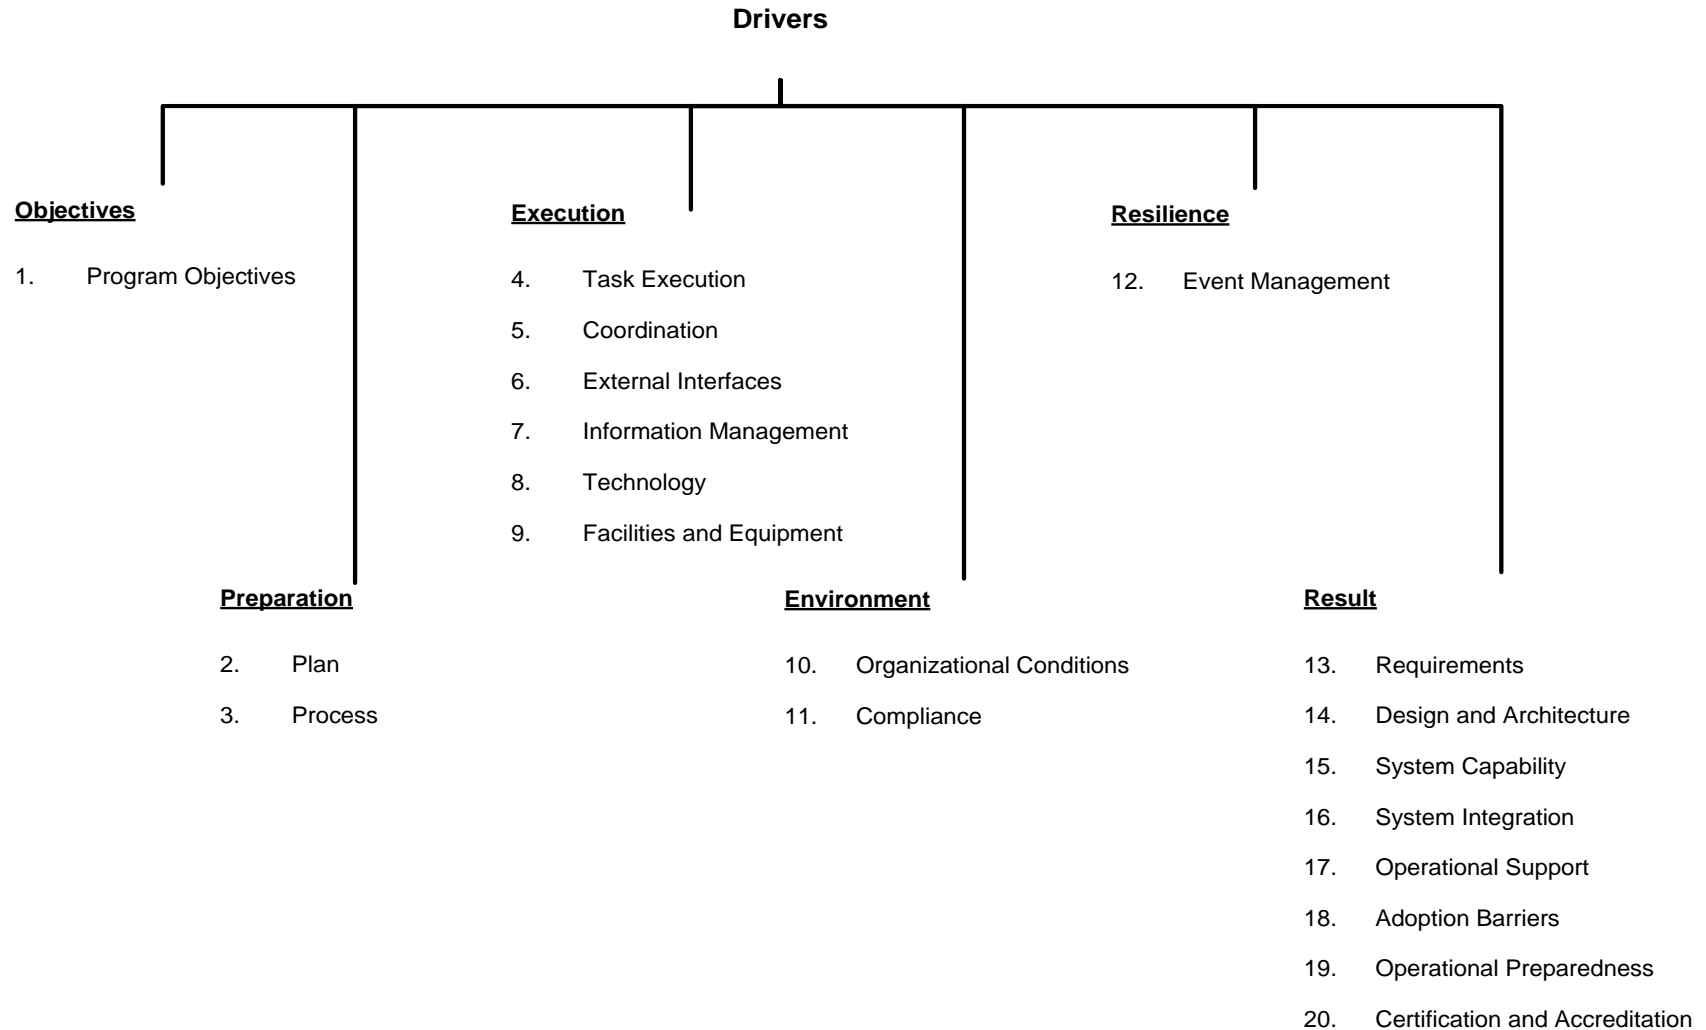 Drivers
Objectives
1. Program Objectives
Preparation
2. Plan
3. Process
Execution
4. Task Execution
5. Coordination
6. External Interfaces
7. Information Management
8. Technology
9. Facilities and Equipment
Environment
10. Organizational Conditions
11. Compliance
Resilience
12. Event Management
Result
13. Requirements
14. Design and Architecture
15. System Capability
16. System Integration
17. Operational Support
18. Adoption Barriers
19. Operational Preparedness
20. Certification and Accreditation